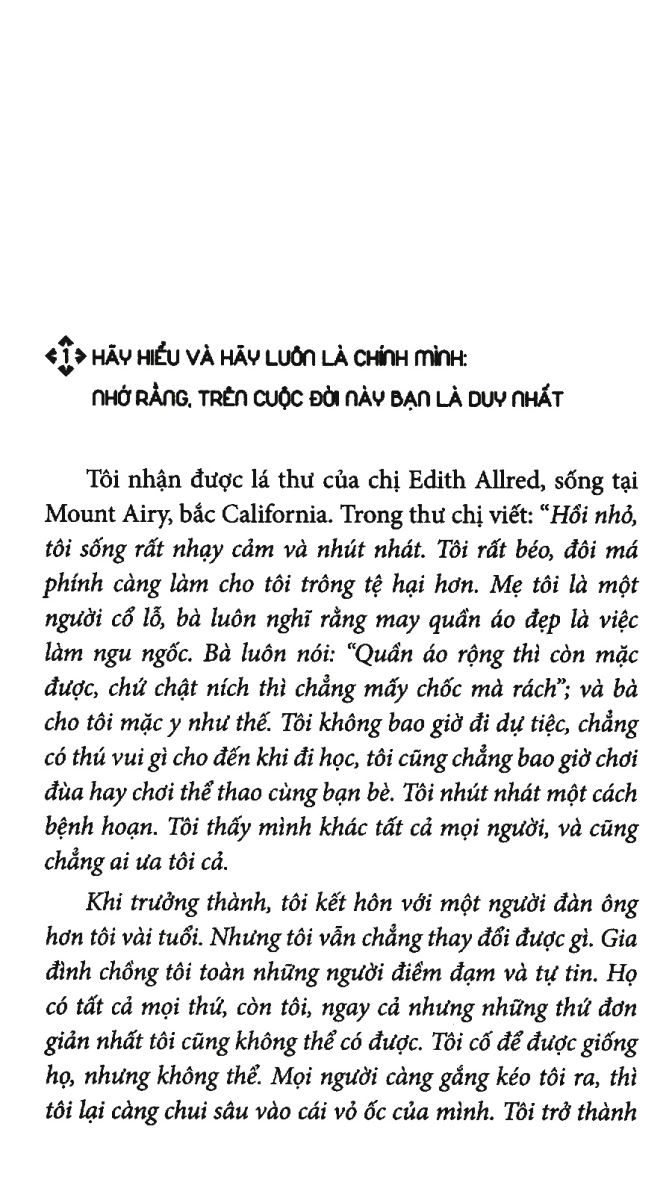 1 HÃY HIỂU VÀ HÃY LUÔN LÀ CHÍNH MÌNH:
NHỚ RẰNG, TRÊN CUỘC ĐỜI NÀY BẠN LÀ DUY NHẤT
Tôi nhận được lá thư của chị Edith Allred, sống tại
Mount Airy, bắc California. Trong thư chị viết: “Hồi nhỏ,
tôi sống rất nhạy cảm và nhút nhát. Tôi rất béo, đôi má
phính càng làm cho tôi trông tệ hại hơn. Mẹ tôi là một
người cổ lỗ, bà luôn nghĩ rằng may quần áo đẹp là việc
làm ngu ngốc. Bà luôn nói: “Quần áo rộng thì còn mặc
được, chứ chật ních thì chẳng mấy chốc mà rách”; và bà
cho tôi mặc y như thế. Tôi không bao giờ đi dự tiệc, chẳng
có thú vui gì cho đến khi đi học, tôi cũng chẳng bao giờ chơi
đùa hay chơi thể thao cùng bạn bè. Tôi nhút nhát một cách
bệnh hoạn. Tôi thấy mình khác tất cả mọi người, và cũng
chẳng ai ưa tôi cả.
Khi trưởng thành, tôi kết hôn với một người đàn ông
hơn tôi vài tuổi. Nhưng tôi vẫn chẳng thay đổi được gì. Gia
đình chồng tôi toàn những người điềm đạm và tự tin. Họ
có tất cả mọi thứ, còn tôi, ngay cả nhưng những thứ đơn
giản nhất tôi cũng không thể có được. Tôi cố để được giống
họ, nhưng không thể. Mọi người càng gắng kéo tôi ra, thì
tôi lại càng chui sâu vào cái vỏ ốc của mình. Tôi trở thành